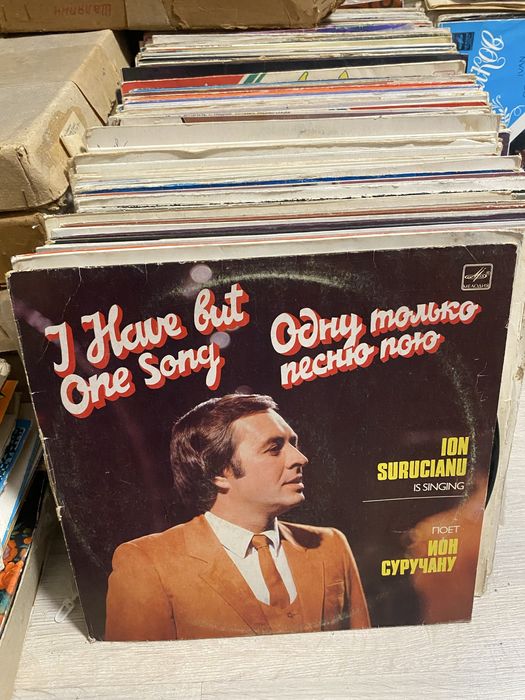 I Have but
One Song
Одну только
песню пою
МЕЛОДИЯ
ION
SURUCIANU
IS SINGING
ПОЕТ
ИОН
СУРУЧАНУ